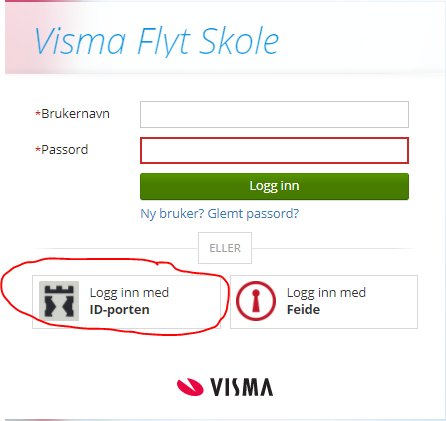 Visma Flyt Skole
*Brukernavn
*Passord
Logg inn
Ny bruker? Glemt passord?
ELLER
Logg inn med
ID-porten
Logg inn med
Feide
VISMA